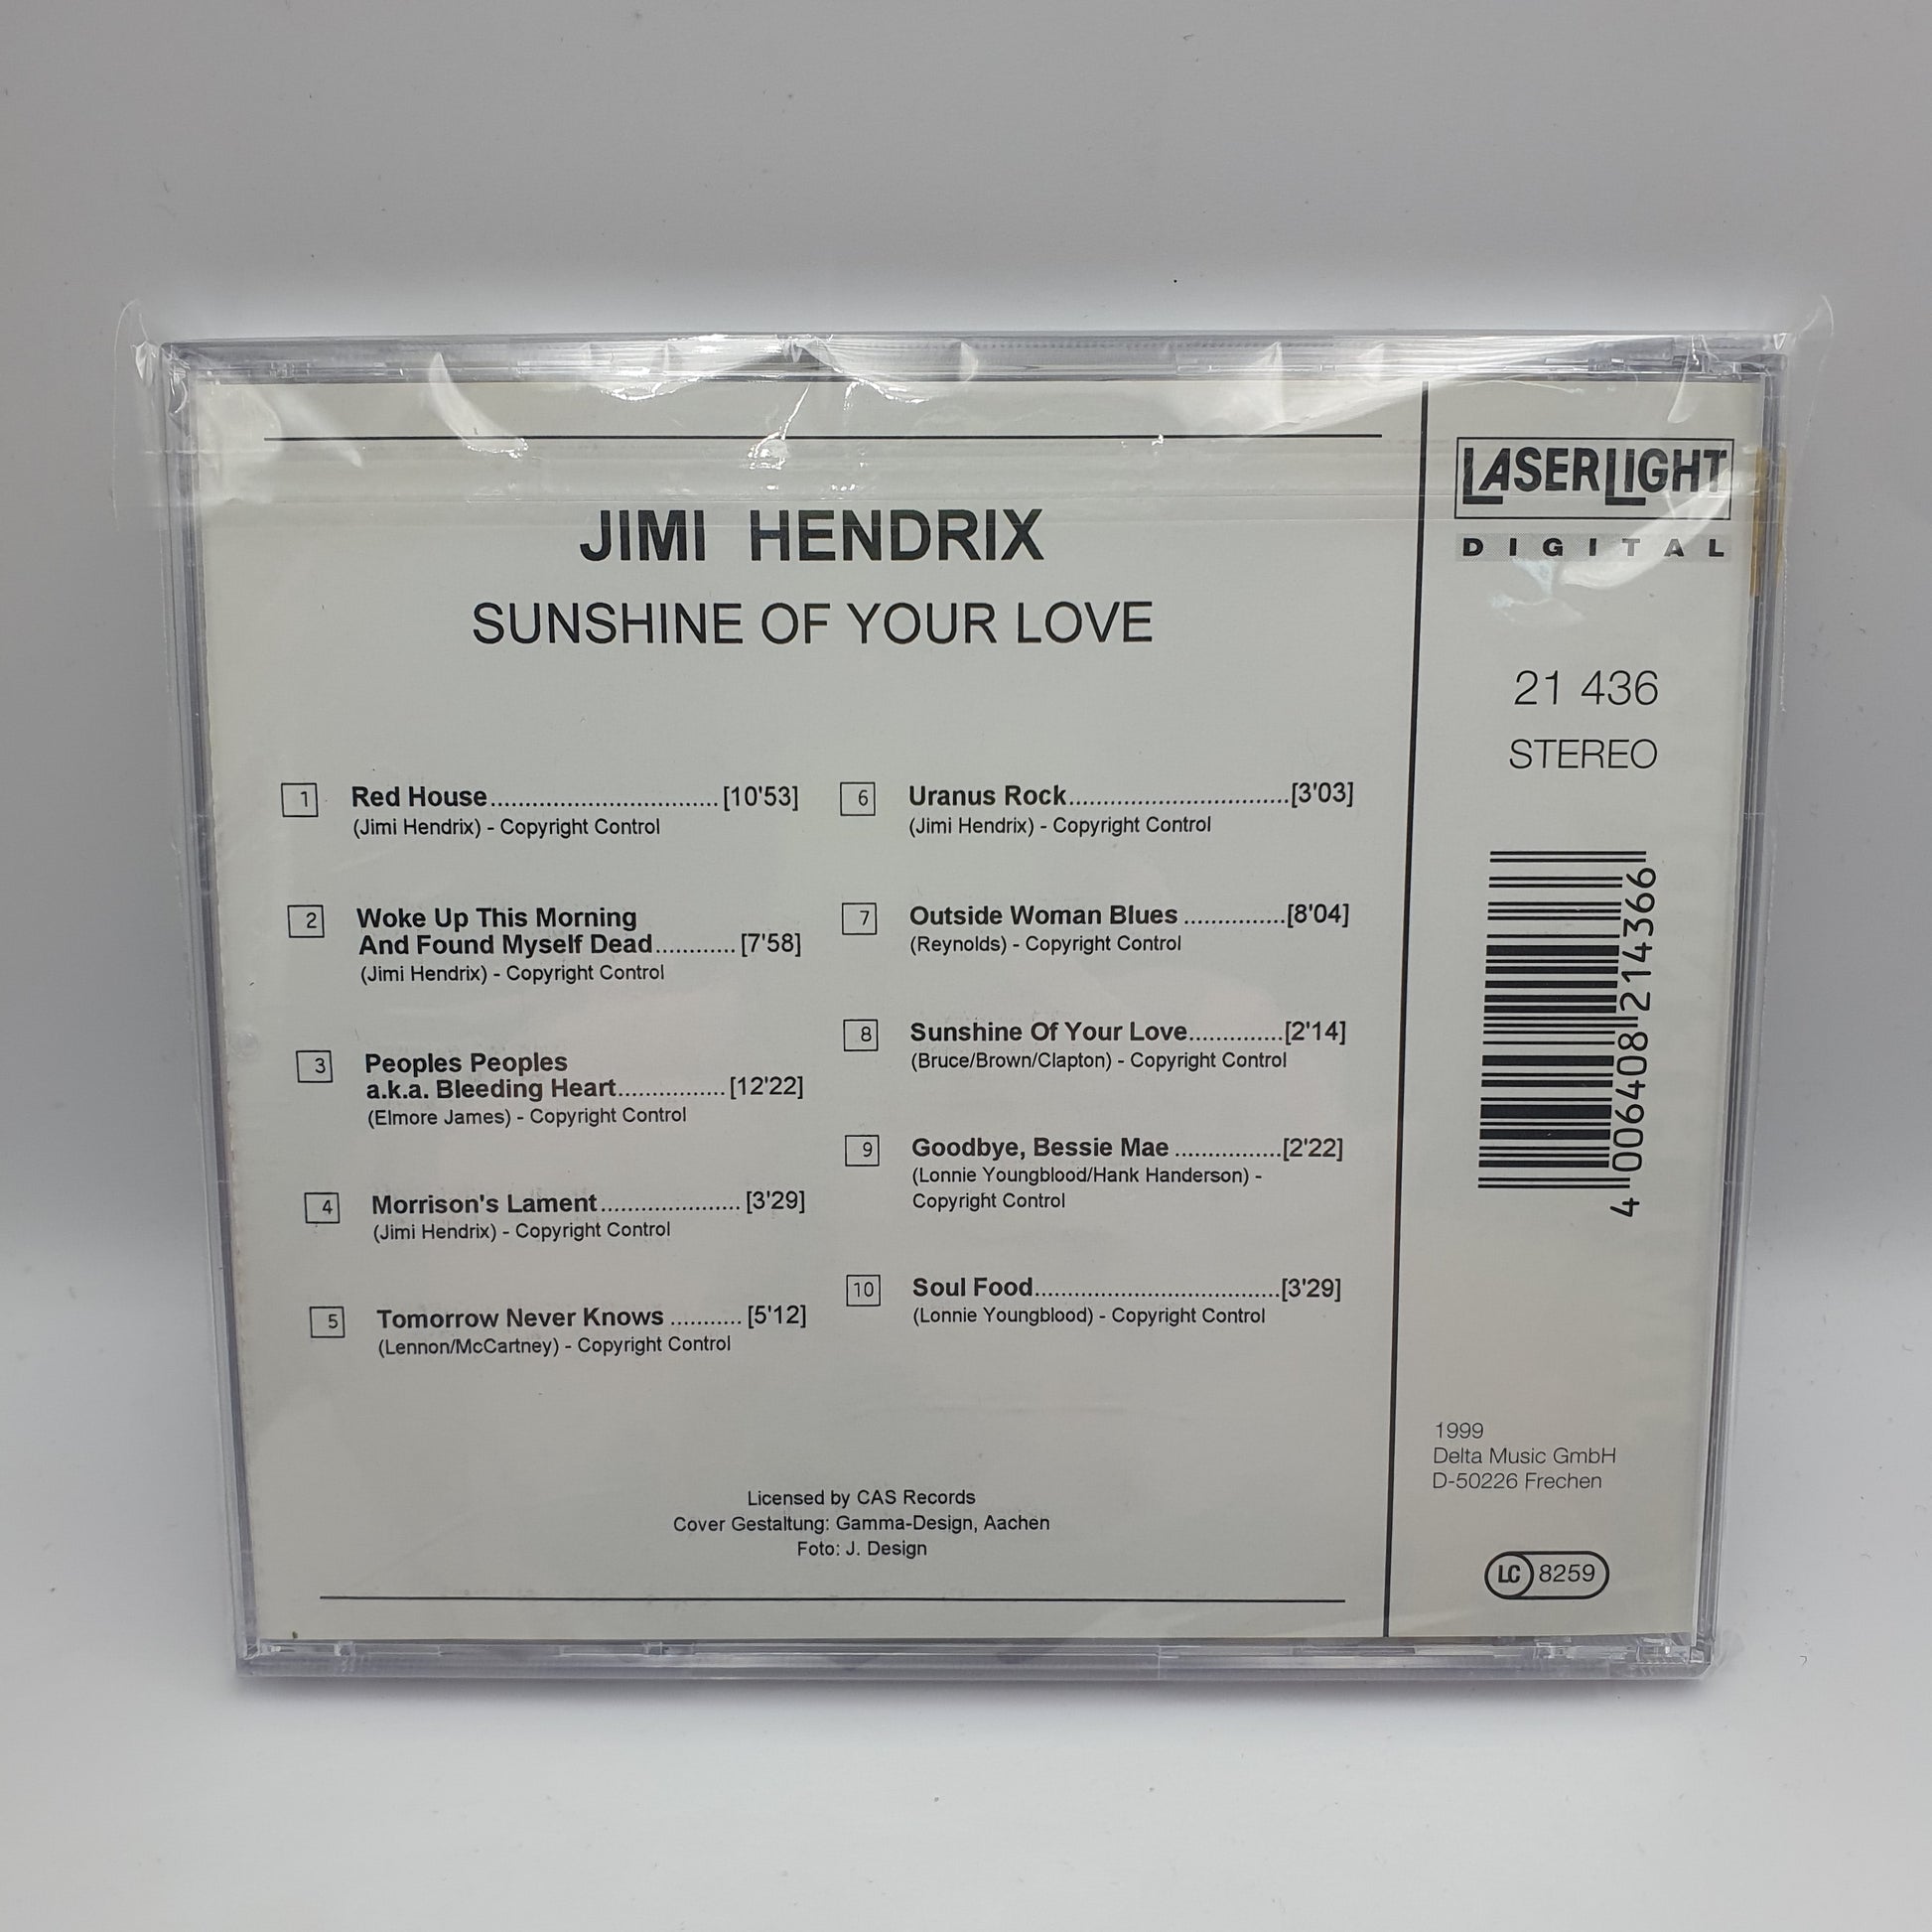 JIMI HENDRIX
SUNSHINE OF YOUR LOVE
1 Red House................................[10'53]
(Jimi Hendrix) - Copyright Control
2 Woke Up This Morning
And Found Myself Dead............[7'58]
(Jimi Hendrix) - Copyright Control
3 Peoples Peoples
a.k.a. Bleeding Heart................[12'22]
(Elmore James) - Copyright Control
4 Morrison's Lament.....................[3'29]
(Jimi Hendrix) - Copyright Control
5 Tomorrow Never Knows ...........[5'12]
(Lennon/McCartney) - Copyright Control
6 Uranus Rock................................[3'03]
(Jimi Hendrix) - Copyright Control
7 Outside Woman Blues ...............[8'04]
(Reynolds) - Copyright Control
8 Sunshine Of Your Love..............[2'14]
(Bruce/Brown/Clapton) - Copyright Control
9 Goodbye, Bessie Mae ................[2'22]
(Lonnie Youngblood/Hank Handerson) -
Copyright Control
10 Soul Food....................................[3'29]
(Lonnie Youngblood) - Copyright Control
Licensed by CAS Records
Cover Gestaltung: Gamma-Design, Aachen
Foto: J. Design
LASERLIGHT
DIGITAL
21 436
STEREO
4 006408 214366
1999
Delta Music GmbH
D-50226 Frechen
LC 8259